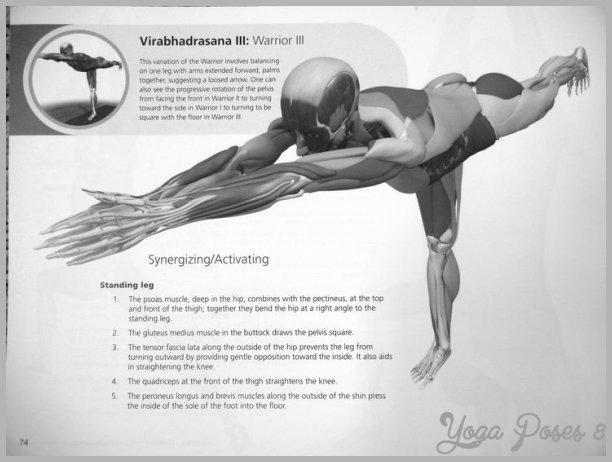 Virabhadrasana III: Warrior III
This variation of the Warrior involves balancing
on one leg with arms extended forward, palms
together, suggesting a loosed arrow. One can
also see the progressive rotation of the pelvis
from facing the front in Warrior II to turning
toward the side in Warrior I to turning to be
square with the floor in Warrior III.
Synergizing/Activating
Standing leg
1. The psoas muscle, deep in the hip, combines with the pectineus, at the top
and front of the thigh; together they bend the hip at a right angle to the
standing leg.
2. The gluteus medius muscle in the buttock draws the pelvis square.
3. The tensor fascia lata along the outside of the hip prevents the leg from
turning outward by providing gentle opposition toward the inside. It also aids
in straightening the knee.
4. The quadriceps at the front of the thigh straightens the knee.
5. The peroneus longus and brevis muscles along the outside of the shin press
the inside of the sole of the foot into the floor.
74
Yoga Poses 8